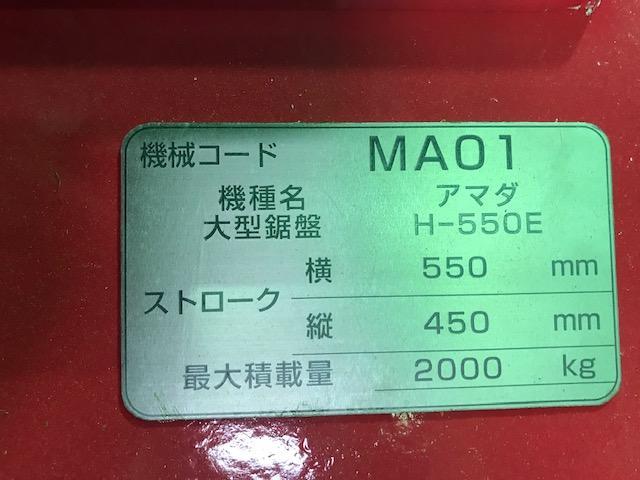 機械コード MA01
機種名 アマダ
大型鋸盤 H-550E
横 550 mm
ストローク
縦 450 mm
最大積載量 2000 kg